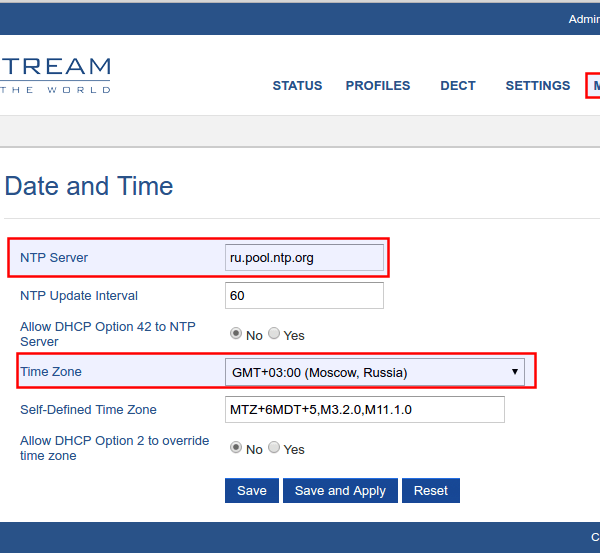 Admin
STREAM
THE WORLD
STATUS PROFILES DECT SETTINGS
Date and Time
NTP Server ru.pool.ntp.org
NTP Update Interval 60
Allow DHCP Option 42 to NTP
Server
No Yes
Time Zone GMT+03:00 (Moscow, Russia)
Self-Defined Time Zone MTZ+6MDT+5,M3.2.0,M11.1.0
Allow DHCP Option 2 to override
time zone
No Yes
Save Save and Apply Reset